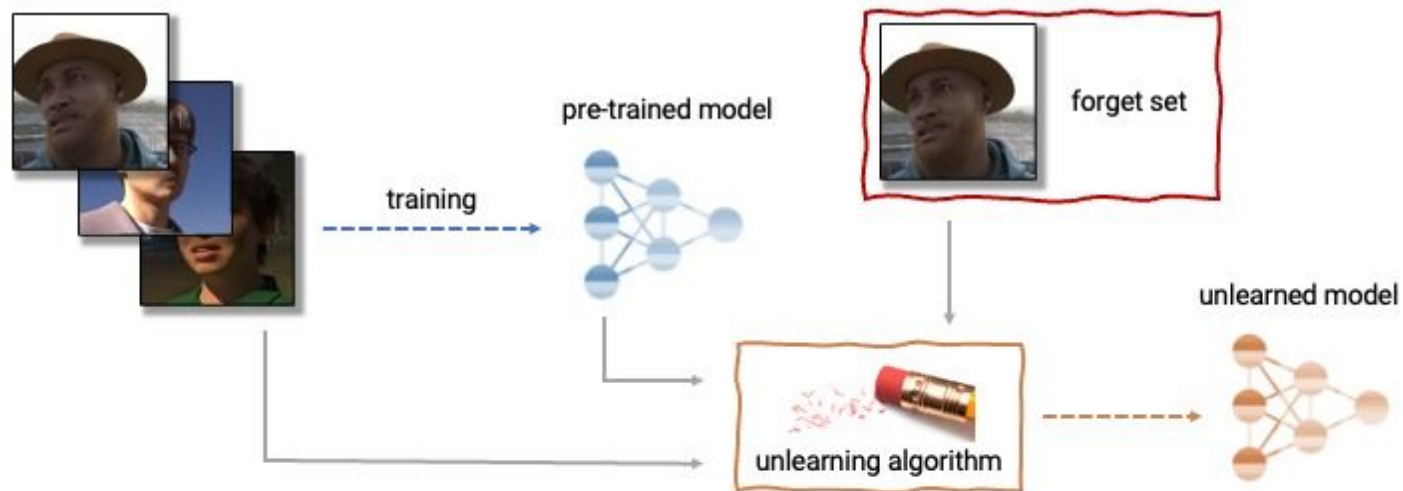 forget set
pre-trained model
training
unlearned model
unlearning algorithm